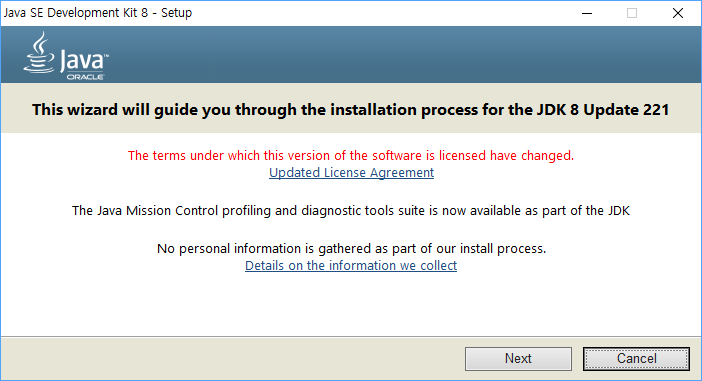 Java SE Development Kit 8 - Setup
Java™
ORACLE
This wizard will guide you through the installation process for the JDK 8 Update 221
The terms under which this version of the software is licensed have changed.
Updated License Agreement
The Java Mission Control profiling and diagnostic tools suite is now available as part of the JDK
No personal information is gathered as part of our install process.
Details on the information we collect
Next
Cancel